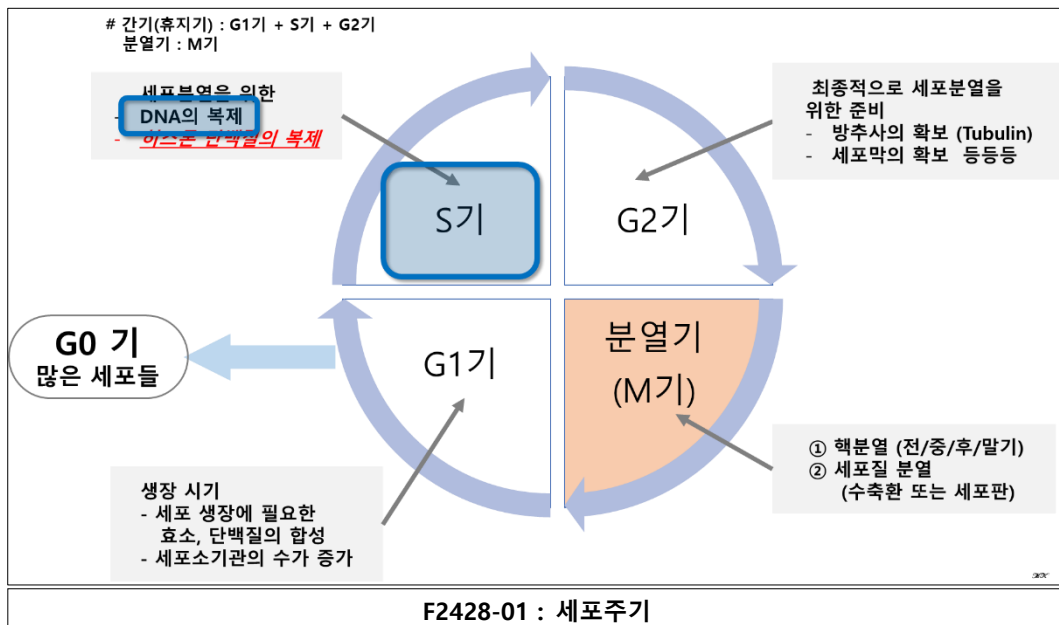 # 간기(휴지기) : G1기 + S기 + G2기
분열기 : M기
세포분열을 위한
- DNA의 복제
- 히스톤 단백질의 복제
최종적으로 세포분열을
위한 준비
- 방추사의 확보 (Tubulin)
- 세포막의 확보 등등등
S기
G2기
G0 기
많은 세포들
G1기
분열기
(M기)
생장 시기
- 세포 생장에 필요한
효소, 단백질의 합성
- 세포소기관의 수가 증가
① 핵분열 (전/중/후/말기)
② 세포질 분열
(수축환 또는 세포판)
F2428-01 : 세포주기